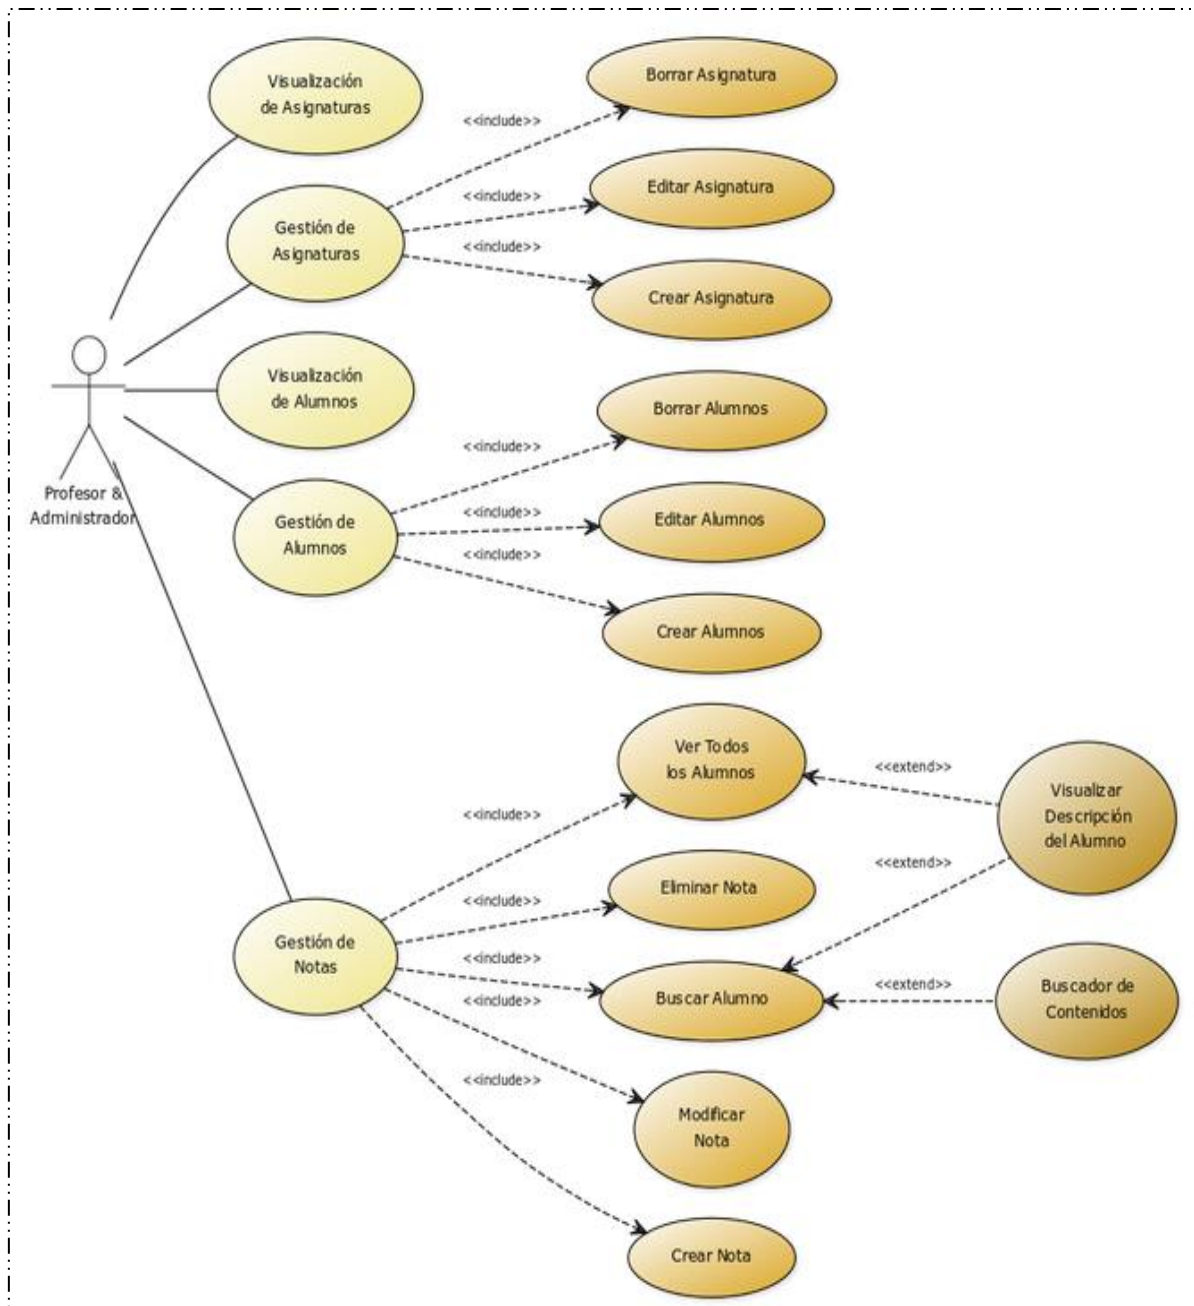 Visualización
de Asignaturas
Borrar Asignatura
<<include>>
Editar Asignatura
<<include>>
Gestión de
Asignaturas
<<include>>
Crear Asignatura
Visualización
de Alumnos
Borrar Alumnos
<<include>>
Profesor &
Administrador
Gestión de
Alumnos
<<include>>
Editar Alumnos
<<include>>
Crear Alumnos
Ver Todos
los Alumnos
<<extend>>
Visualizar
Descripción
del Alumno
<<include>>
<<extend>>
Eliminar Nota
<<include>>
Gestión de
Notas
<<include>>
Buscar Alumno
<<extend>>
Buscador de
Contenidos
<<include>>
<<include>>
Modificar
Nota
Crear Nota